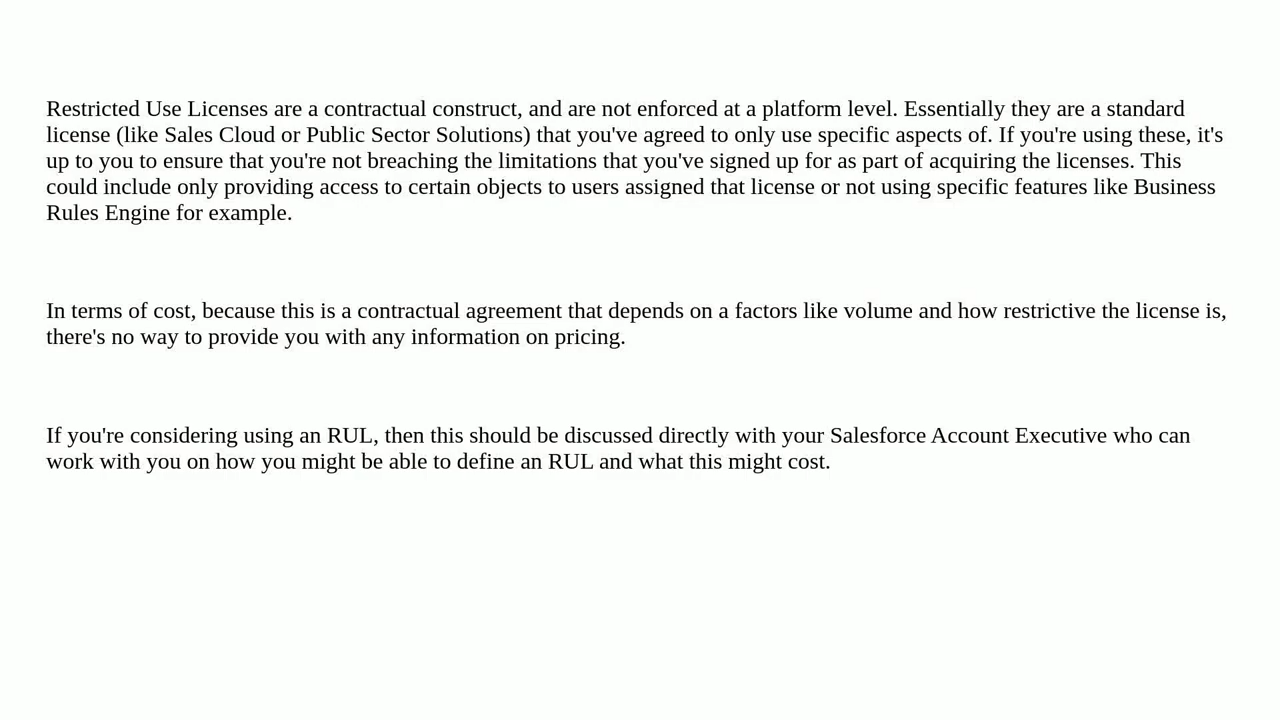 Restricted Use Licenses are a contractual construct, and are not enforced at a platform level. Essentially they are a standard
license (like Sales Cloud or Public Sector Solutions) that you've agreed to only use specific aspects of. If you're using these, it's
up to you to ensure that you're not breaching the limitations that you've signed up for as part of acquiring the licenses. This
could include only providing access to certain objects to users assigned that license or not using specific features like Business
Rules Engine for example.
In terms of cost, because this is a contractual agreement that depends on a factors like volume and how restrictive the license is,
there's no way to provide you with any information on pricing.
If you're considering using an RUL, then this should be discussed directly with your Salesforce Account Executive who can
work with you on how you might be able to define an RUL and what this might cost.